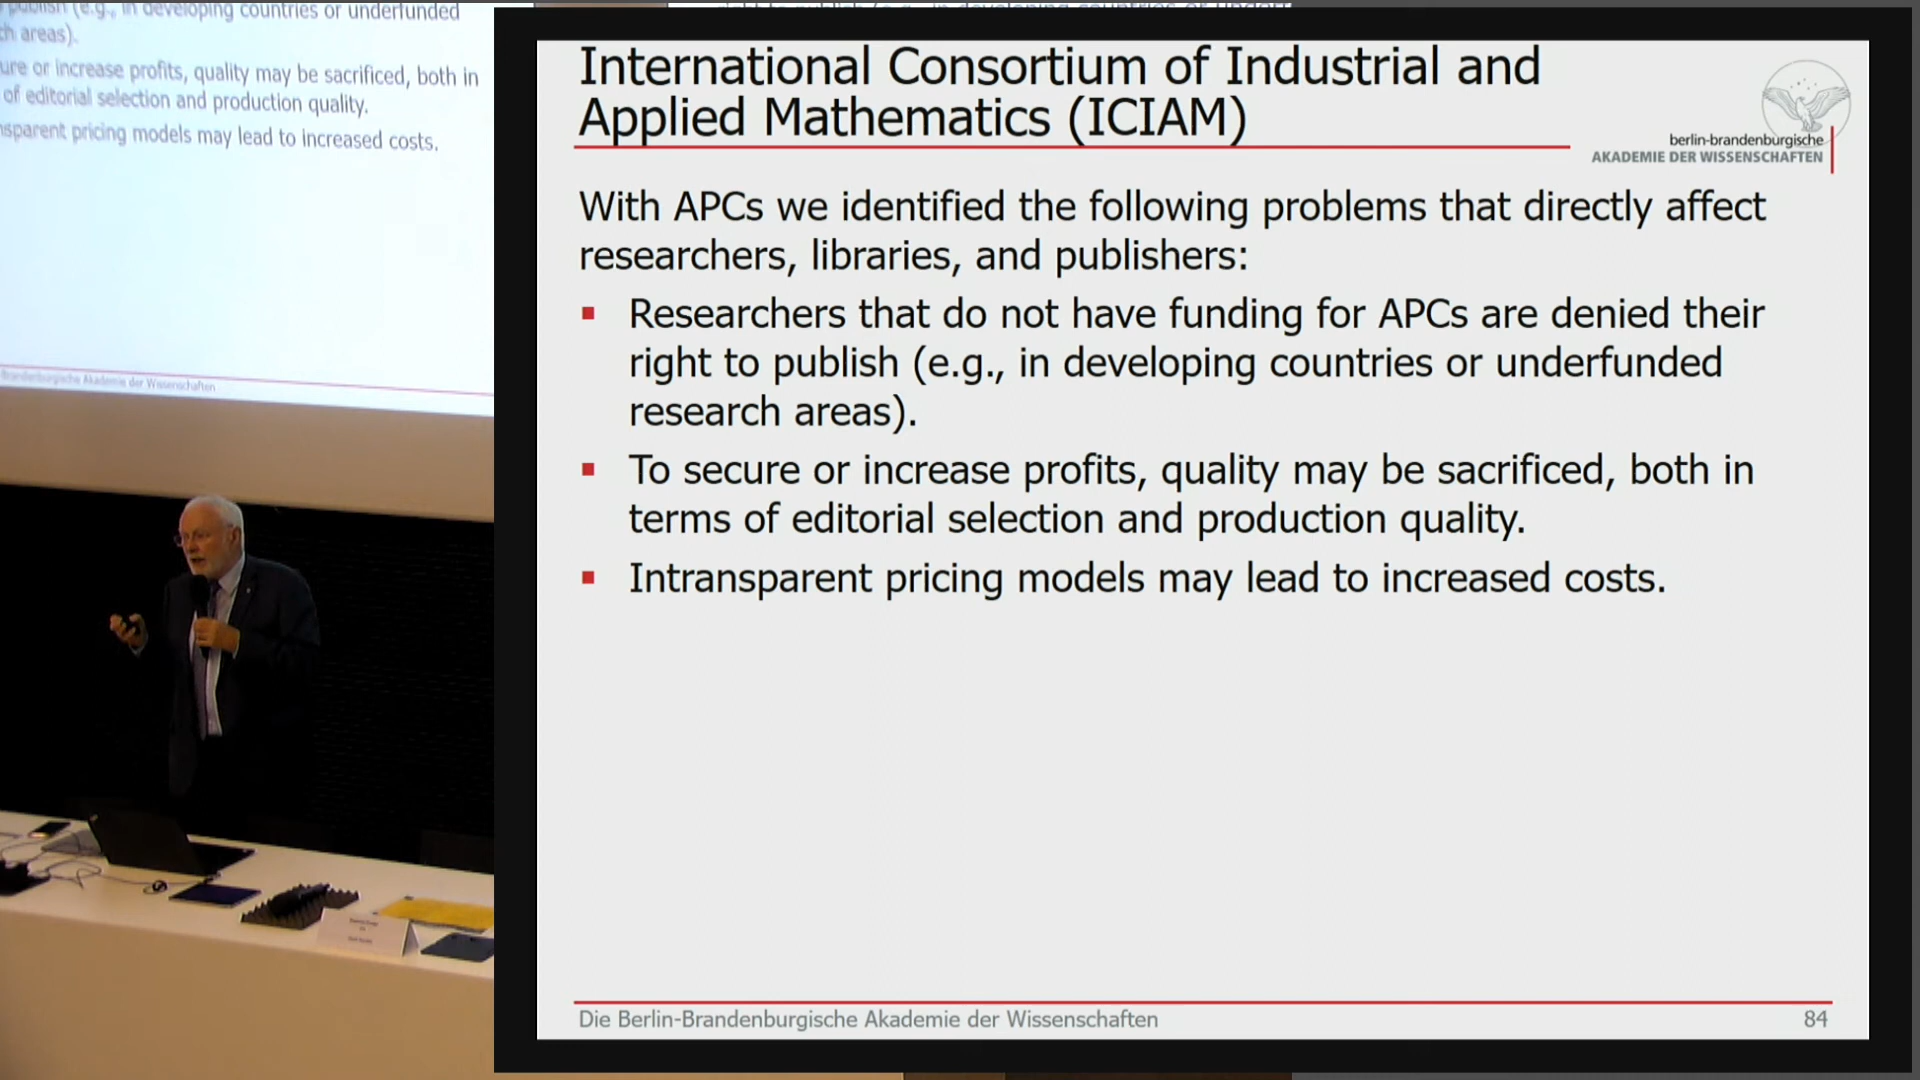 publish (e.g., in developing countries or underfunded
ch areas).
ure or increase profits, quality may be sacrificed, both in
of editorial selection and production quality.
nsparent pricing models may lead to increased costs.
Brandenburgische Akademie der Wissenschaften
International Consortium of Industrial and
Applied Mathematics (ICIAM)
berlin-brandenburgische
AKADEMIE DER WISSENSCHAFTEN
With APCs we identified the following problems that directly affect
researchers, libraries, and publishers:
▪ Researchers that do not have funding for APCs are denied their
right to publish (e.g., in developing countries or underfunded
research areas).
▪ To secure or increase profits, quality may be sacrificed, both in
terms of editorial selection and production quality.
▪ Intransparent pricing models may lead to increased costs.
Die Berlin-Brandenburgische Akademie der Wissenschaften
84